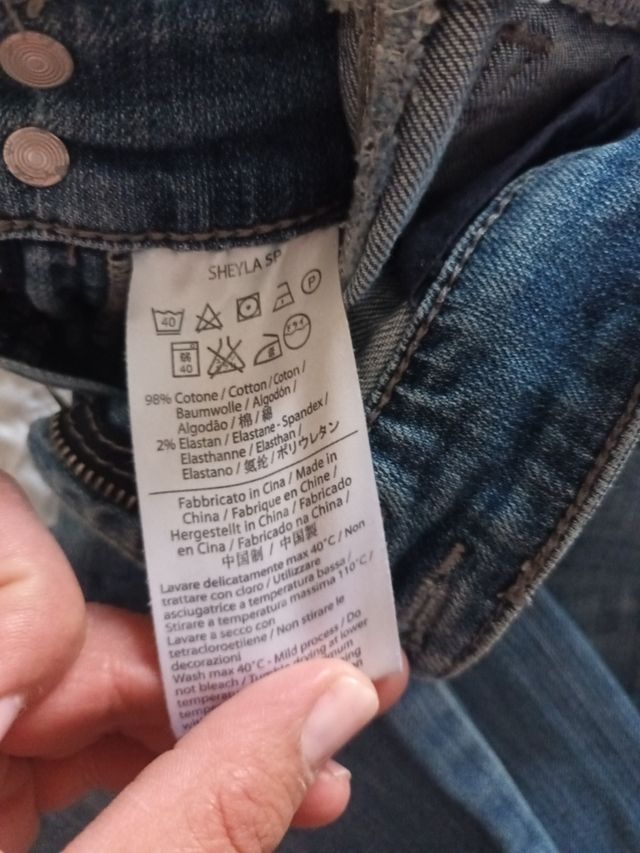 SHEYLA SP
40
P
弱
40
ドライ
98% Cotone / Cotton / Coton /
Baumwolle / Algodón /
Algodão / 棉 / 綿
2% Elastan / Elastane - Spandex /
Elasthanne / Elasthan /
Elastano / 氨纶 / ポリウレタン
Fabbricato in Cina / Made in
China / Fabrique en Chine /
Hergestellt in China / Fabricado
en Cina / Fabricado na China /
中国制 / 中国製
Lavare delicatamente max 40°C / Non
trattare con cloro / Utilizzare
asciugatrice a temperatura bassa /
Stirare a temperatura massima 110°C /
Lavare a secco con
tetracloroetilene / Non stirare le
decorazioni
Wash max 40°C - Mild process / Do
not bleach / Tumble drying at lower